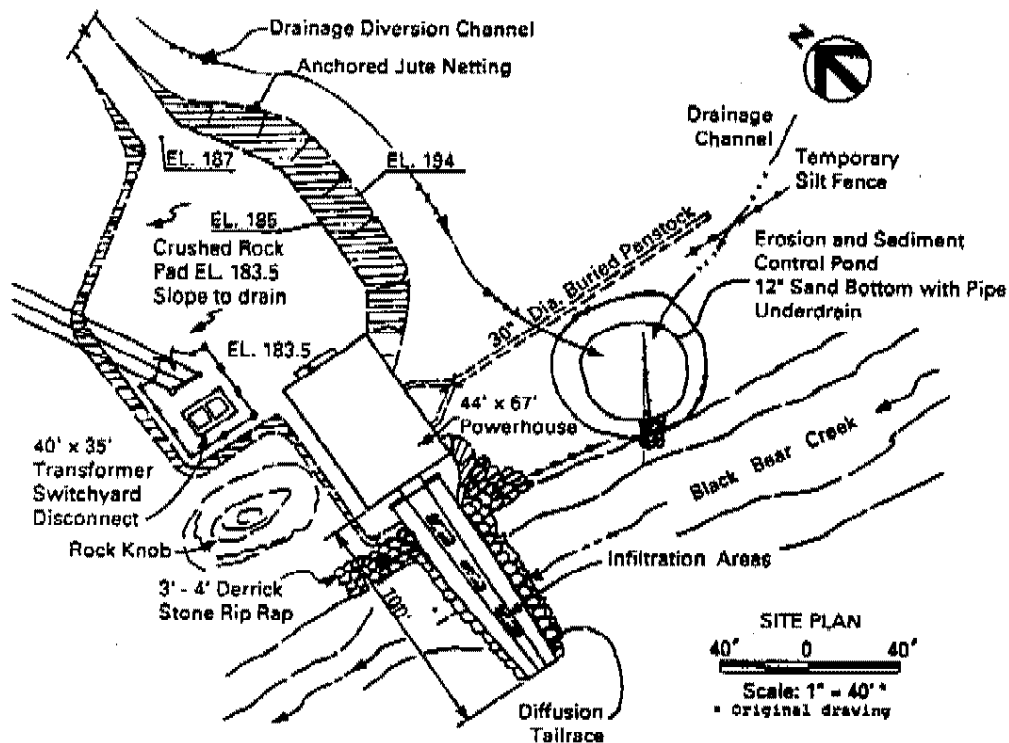 Drainage Diversion Channel
Anchored Jute Netting
N
Drainage
Channel
Temporary
Silt Fence
EL. 187
EL. 194
EL. 185
Crushed Rock
Pad EL. 183.5
Slope to drain
30" Dia. Buried Penstock
Erosion and Sediment
Control Pond
12" Sand Bottom with Pipe
Underdrain
EL. 183.5
44' x 67'
Powerhouse
40' x 35'
Transformer
Switchyard
Disconnect
Black Bear Creek
Rock Knob
Infiltration Areas
3' - 4' Derrick
Stone Rip Rap
100'
SITE PLAN
40' 0 40'
Scale: 1" = 40' *
* Original drawing
Diffusion
Tailrace